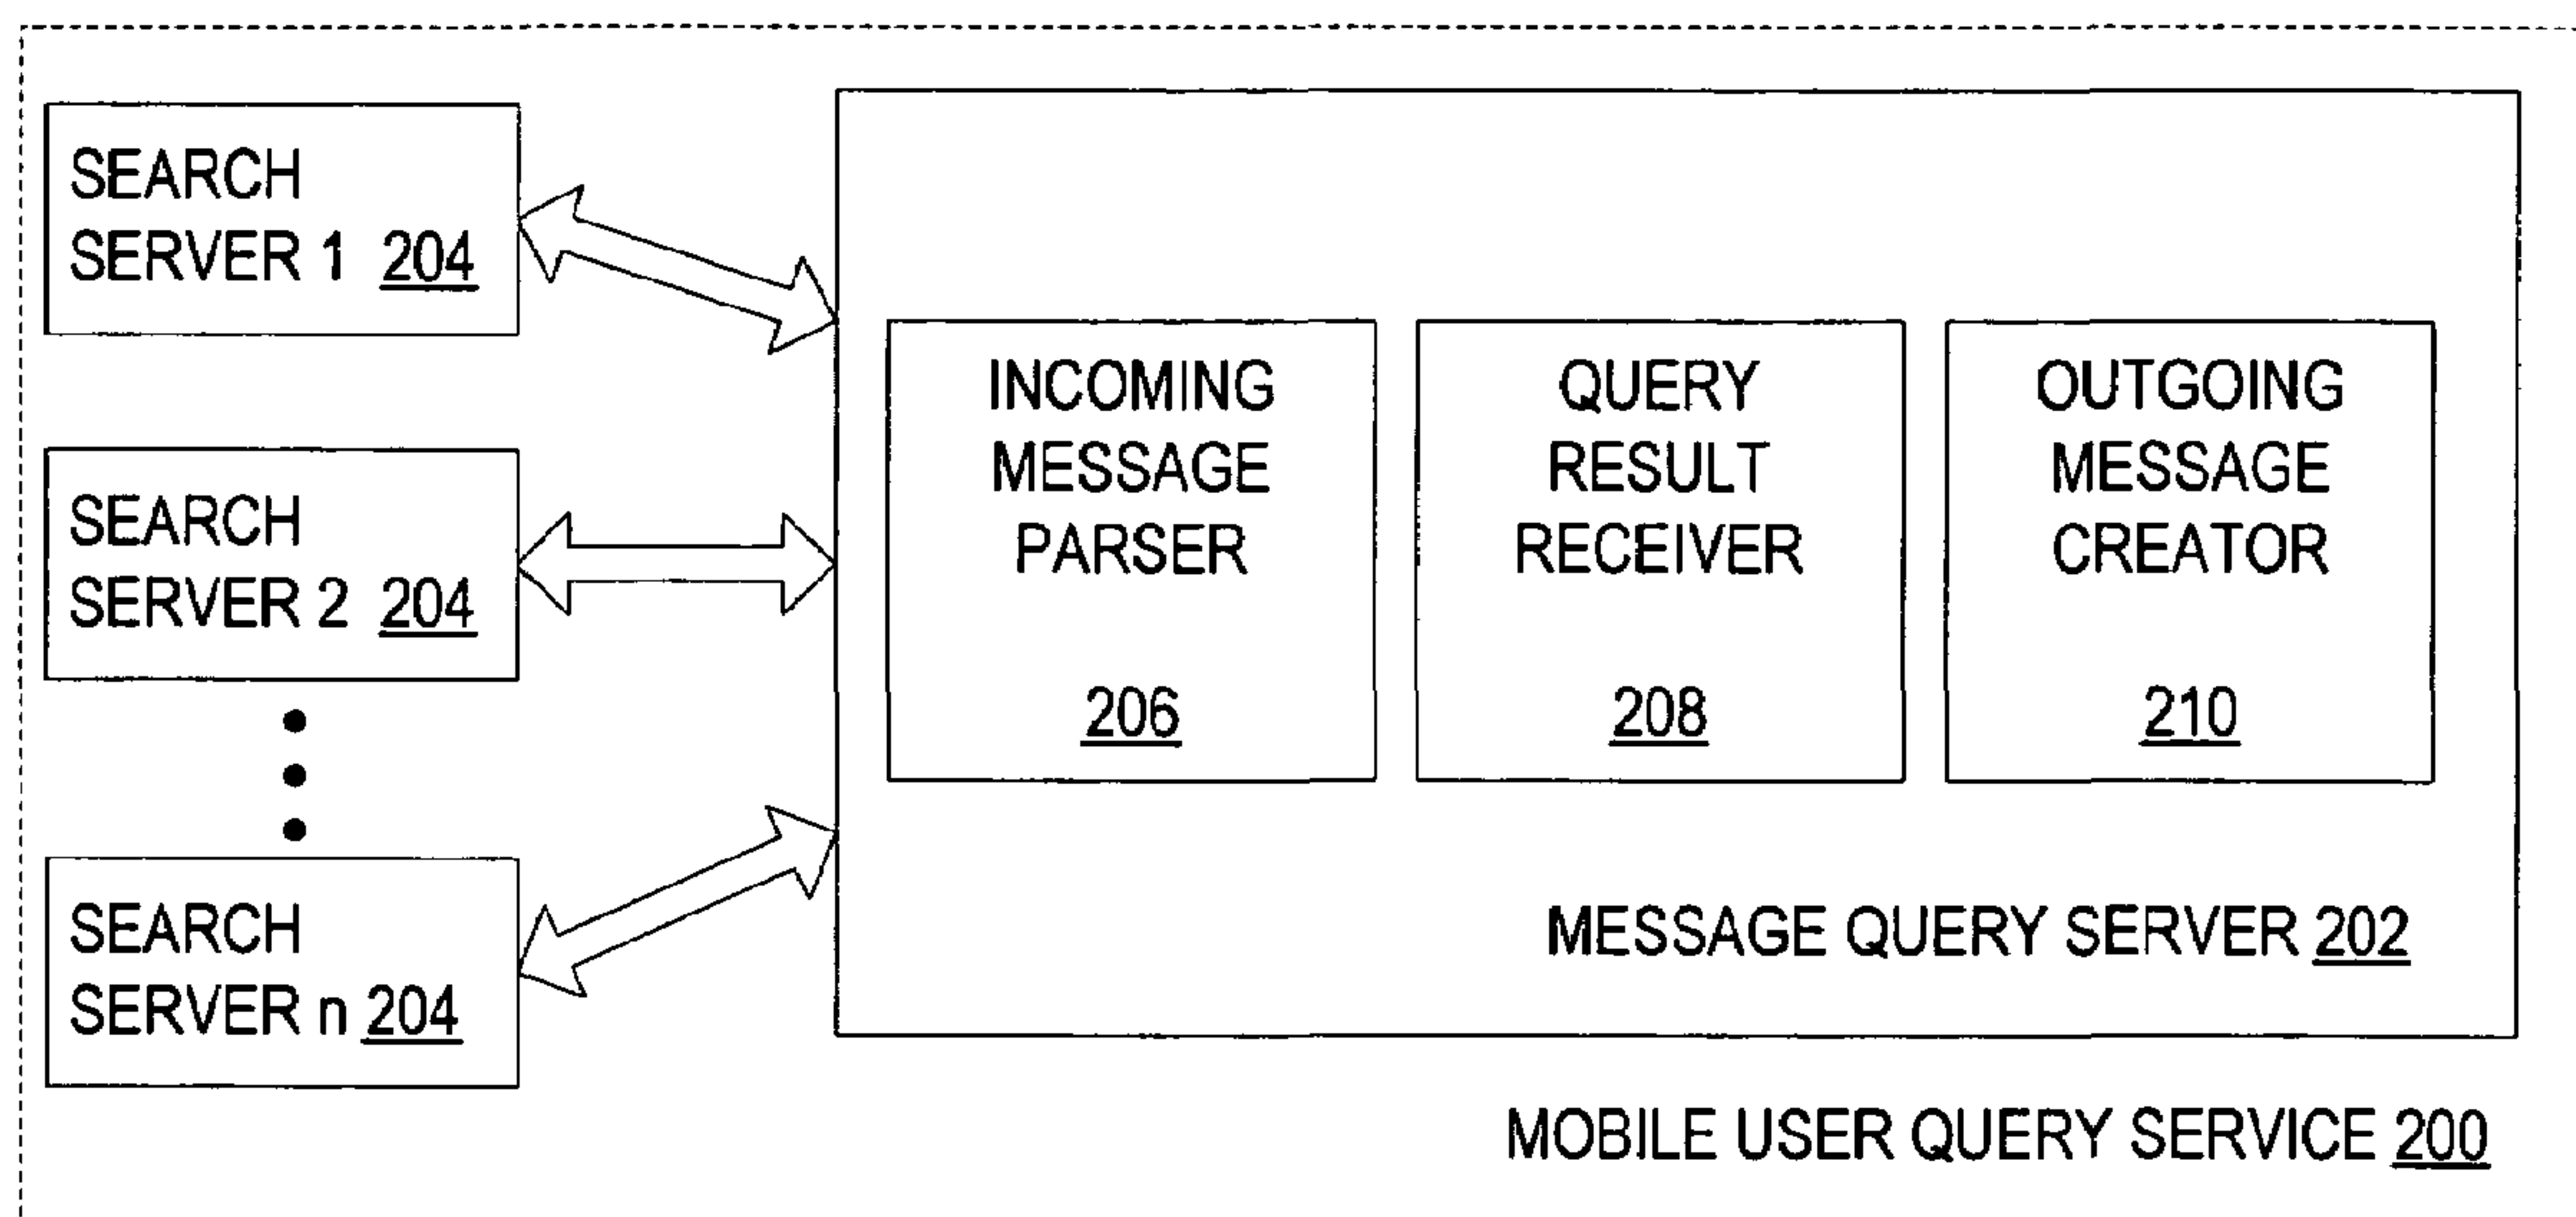 SEARCH
SERVER 1 204
SEARCH
SERVER 2 204
SEARCH
SERVER n 204
INCOMING
MESSAGE
PARSER
206
QUERY
RESULT
RECEIVER
208
OUTGOING
MESSAGE
CREATOR
210
MESSAGE QUERY SERVER 202
MOBILE USER QUERY SERVICE 200